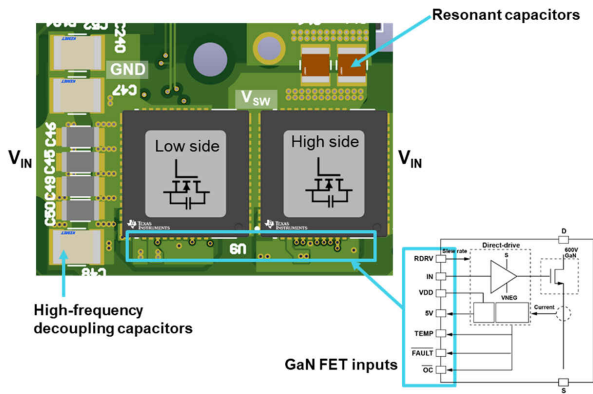 Resonant capacitors
C240
GND
C47
VSW
C50 C49 C45 C46
VIN
Low side
High side
VIN
TEXAS
INSTRUMENTS
TEXAS
INSTRUMENTS
U9
C48
High-frequency
decoupling capacitors
GaN FET inputs
D
Direct-drive
600V
GaN
Slew rate
RDRV
S
IN
VDD
VNEG
5V
Current
TEMP
FAULT
OC
S